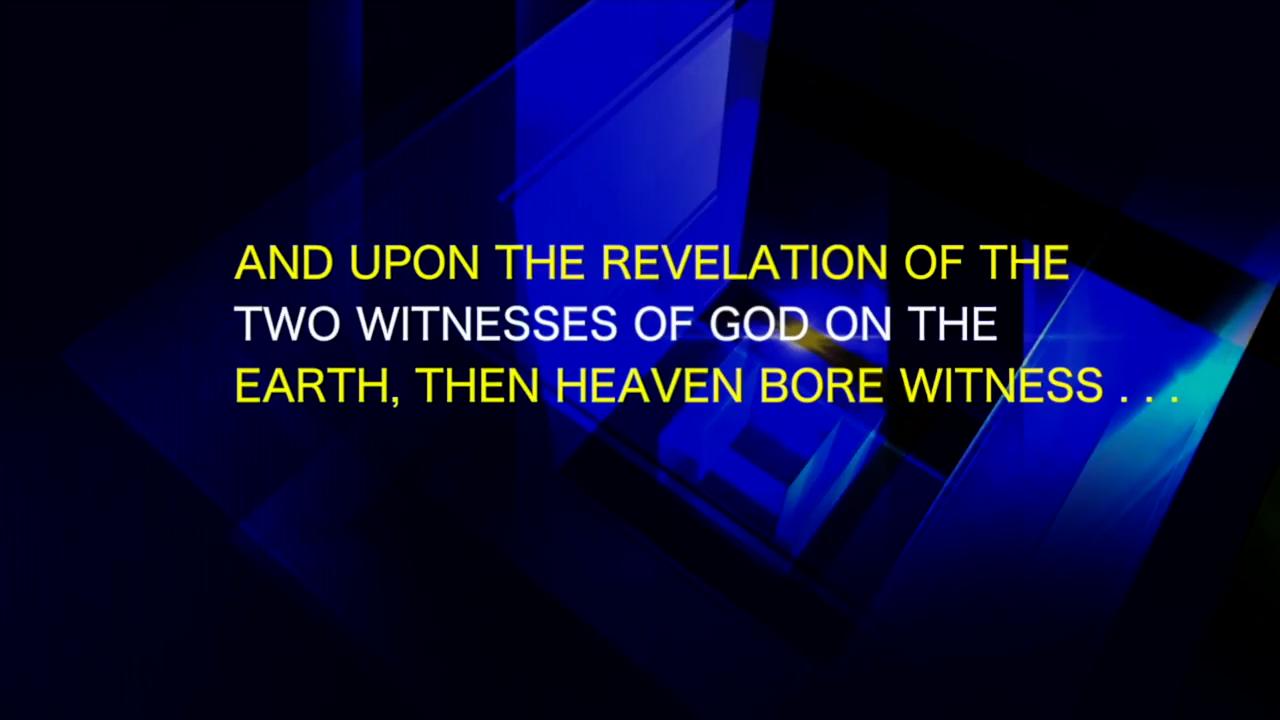 AND UPON THE REVELATION OF THE
TWO WITNESSES OF GOD ON THE
EARTH, THEN HEAVEN BORE WITNESS . . .